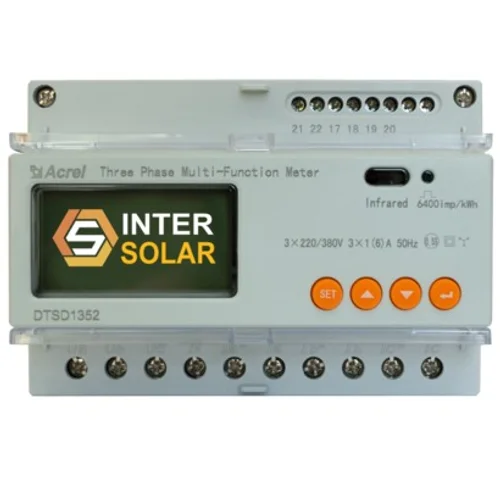 21 22 17 18 19 20
Acrel Three Phase Multi-Function Meter
Infrared 6400imp/kWh
INTER
SOLAR
3×220/380V 3×1(6)A 50Hz
SET
DTSD1352